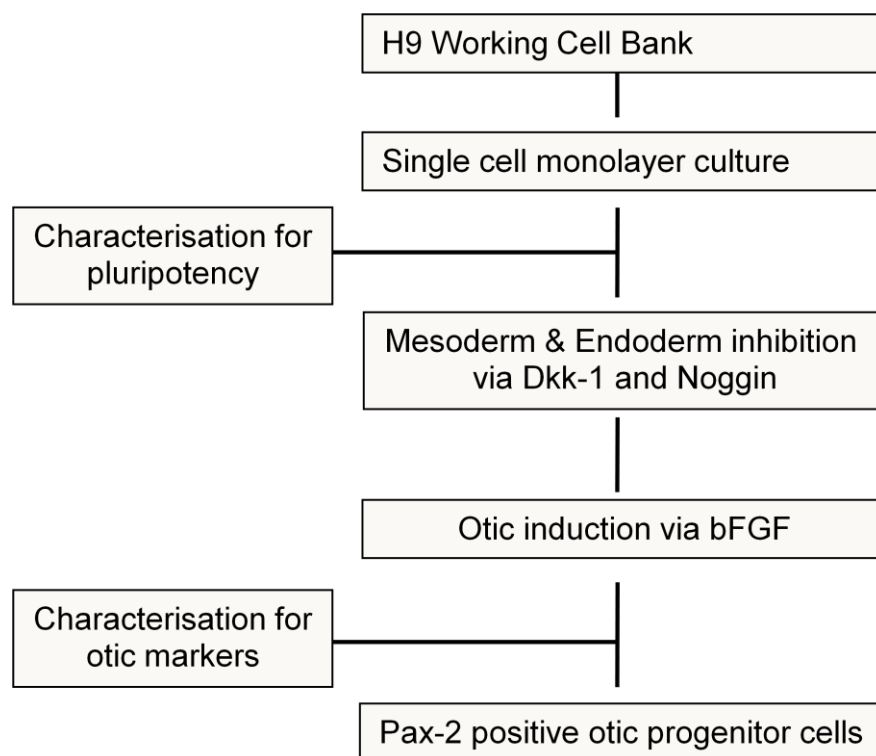 H9 Working Cell Bank
Single cell monolayer culture
Characterisation for
pluripotency
Mesoderm & Endoderm inhibition
via Dkk-1 and Noggin
Otic induction via bFGF
Characterisation for
otic markers
Pax-2 positive otic progenitor cells